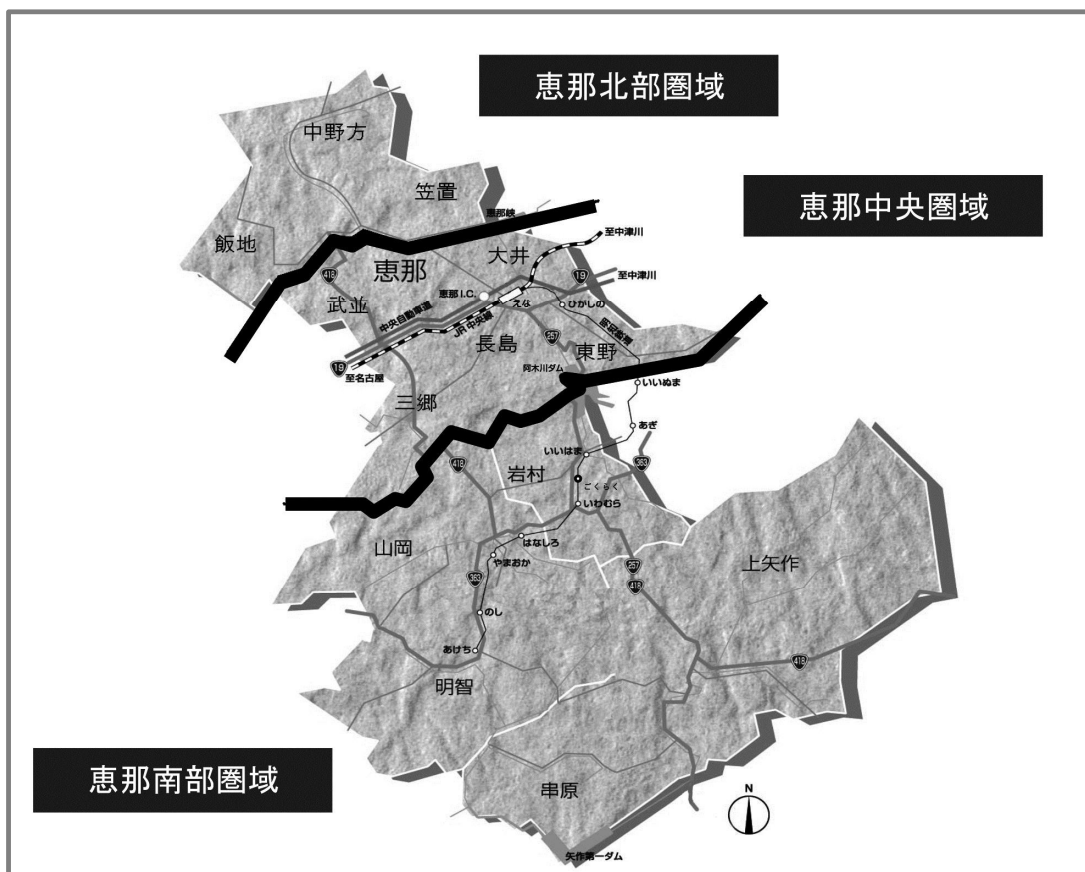 恵那北部圏域
中野方
笠置
恵那中央圏域
恵那峡
飯地
大井
至中津川
恵那
418
19
至中津川
武並
恵那I.C.
えな
ひがしの
中央自動車道
JR中央線
長島
257
東野
19
至名古屋
阿木川ダム
いいぬま
三郷
あぎ
いいはま
418
岩村
363
ごくらく
いわむら
山岡
はなしろ
やまおか
上矢作
257
363
418
のし
あけち
418
明智
恵那南部圏域
串原
N
矢作第一ダム